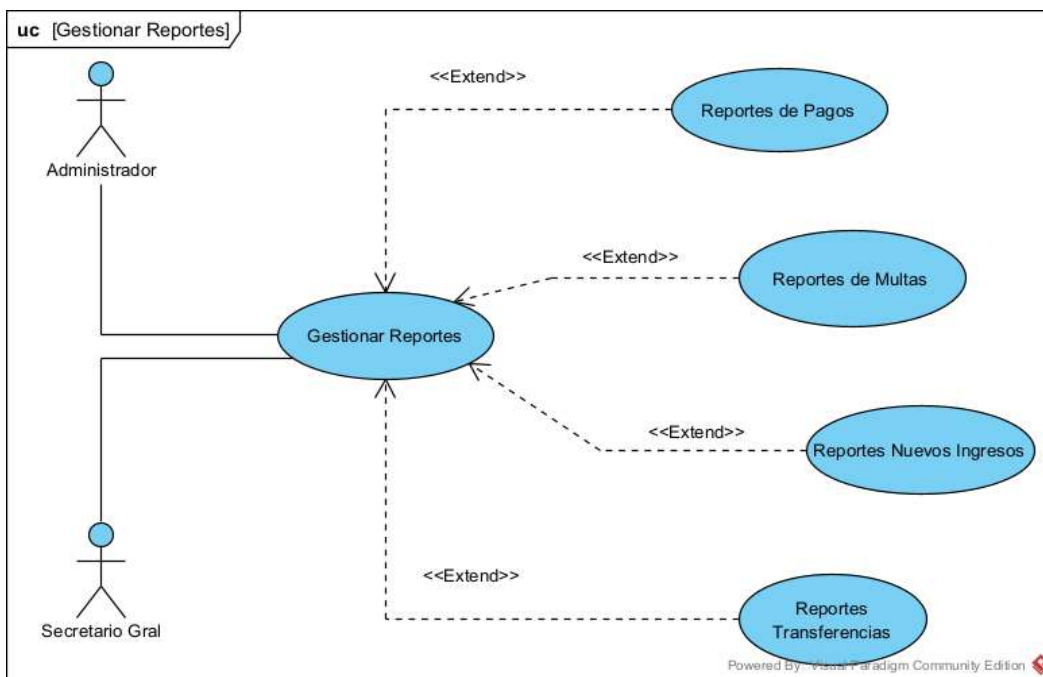 uc [Gestionar Reportes]
Administrador
<<Extend>>
Reportes de Pagos
<<Extend>>
Reportes de Multas
Gestionar Reportes
<<Extend>>
Reportes Nuevos Ingresos
<<Extend>>
Reportes
Transferencias
Secretario Gral
Powered By Visual Paradigm Community Edition